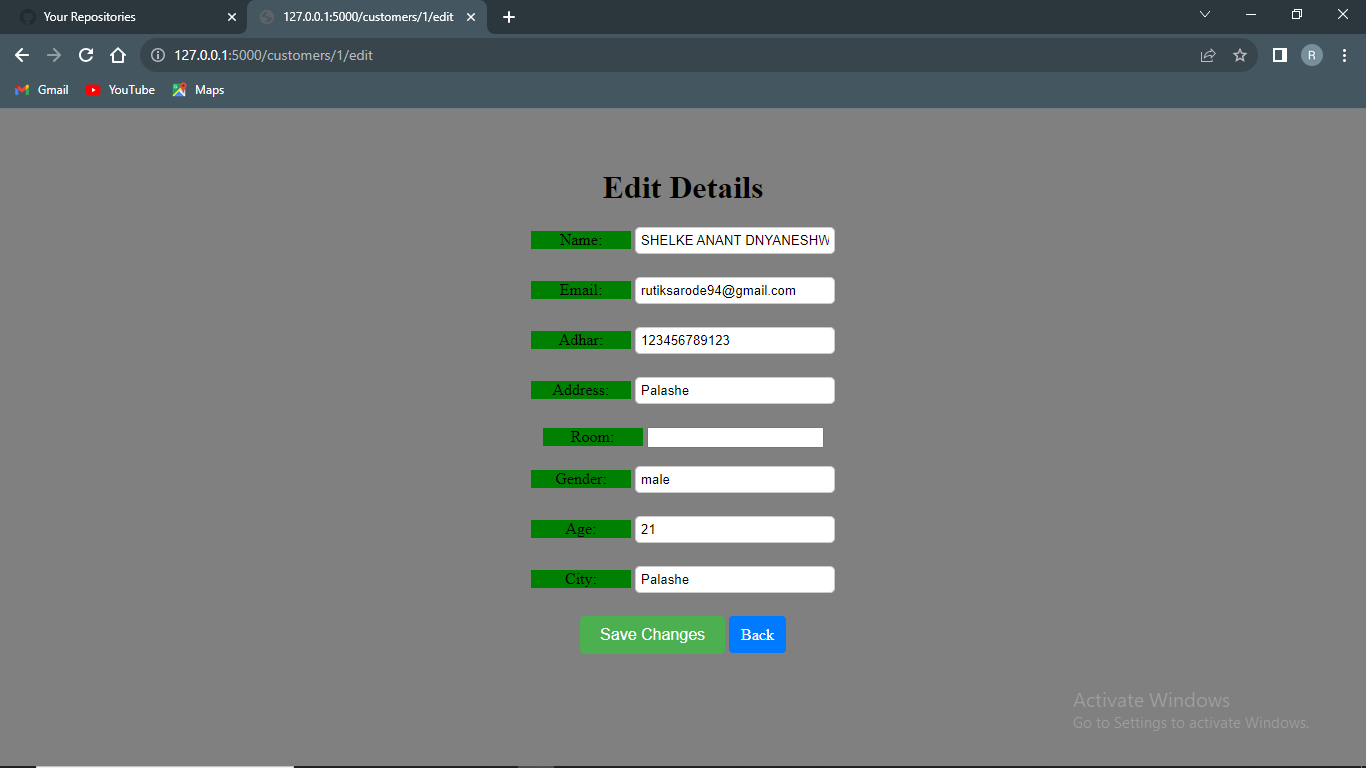 Your Repositories
127.0.0.1:5000/customers/1/edit
127.0.0.1:5000/customers/1/edit
R
Gmail YouTube Maps
Edit Details
Name: SHELKE ANANT DNYANESHW
Email: rutiksarode94@gmail.com
Adhar: 123456789123
Address: Palashe
Room:
Gender: male
Age: 21
City: Palashe
Save Changes Back
Activate Windows
Go to Settings to activate Windows.